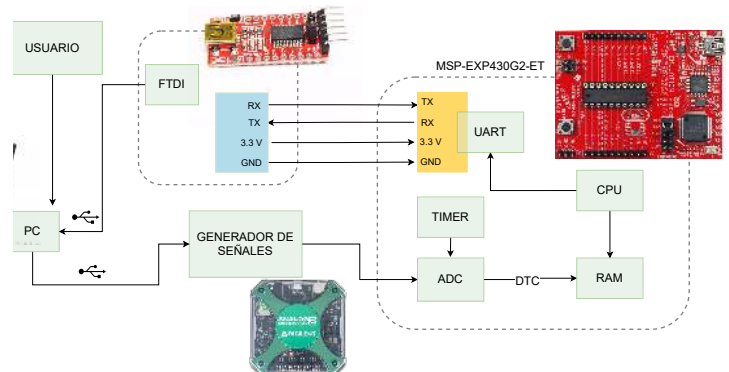 USUARIO
FTDI
MSP-EXP430G2-ET
RX
TX
3.3 V
GND
TX
RX
3.3 V
GND
UART
CPU
PC
GENERADOR DE
SEÑALES
TIMER
ADC
DTC
RAM